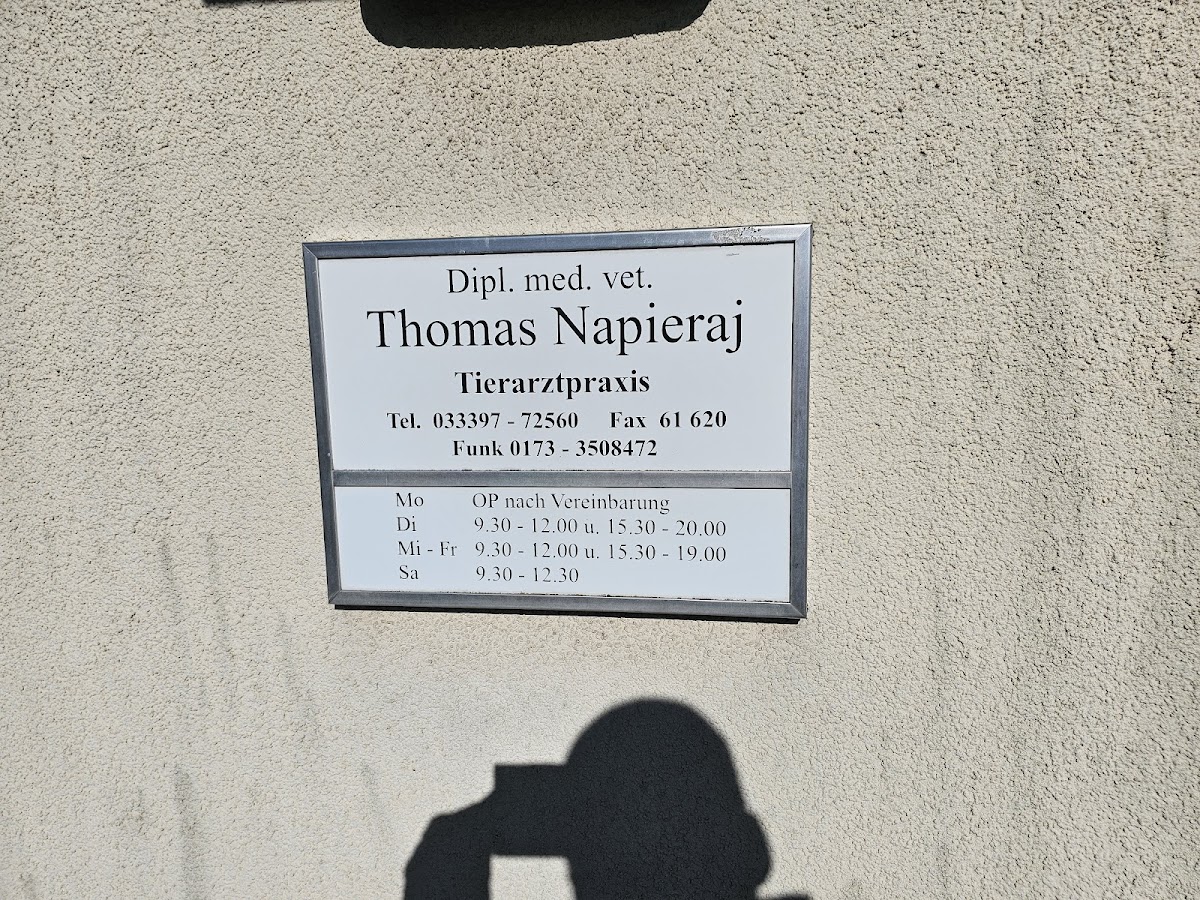 Dipl. med. vet.
Thomas Napieraj
Tierarztpraxis
Tel. 033397 - 72560 Fax 61 620
Funk 0173 - 3508472
Mo OP nach Vereinbarung
Di 9.30 - 12.00 u. 15.30 - 20.00
Mi - Fr 9.30 - 12.00 u. 15.30 - 19.00
Sa 9.30 - 12.30